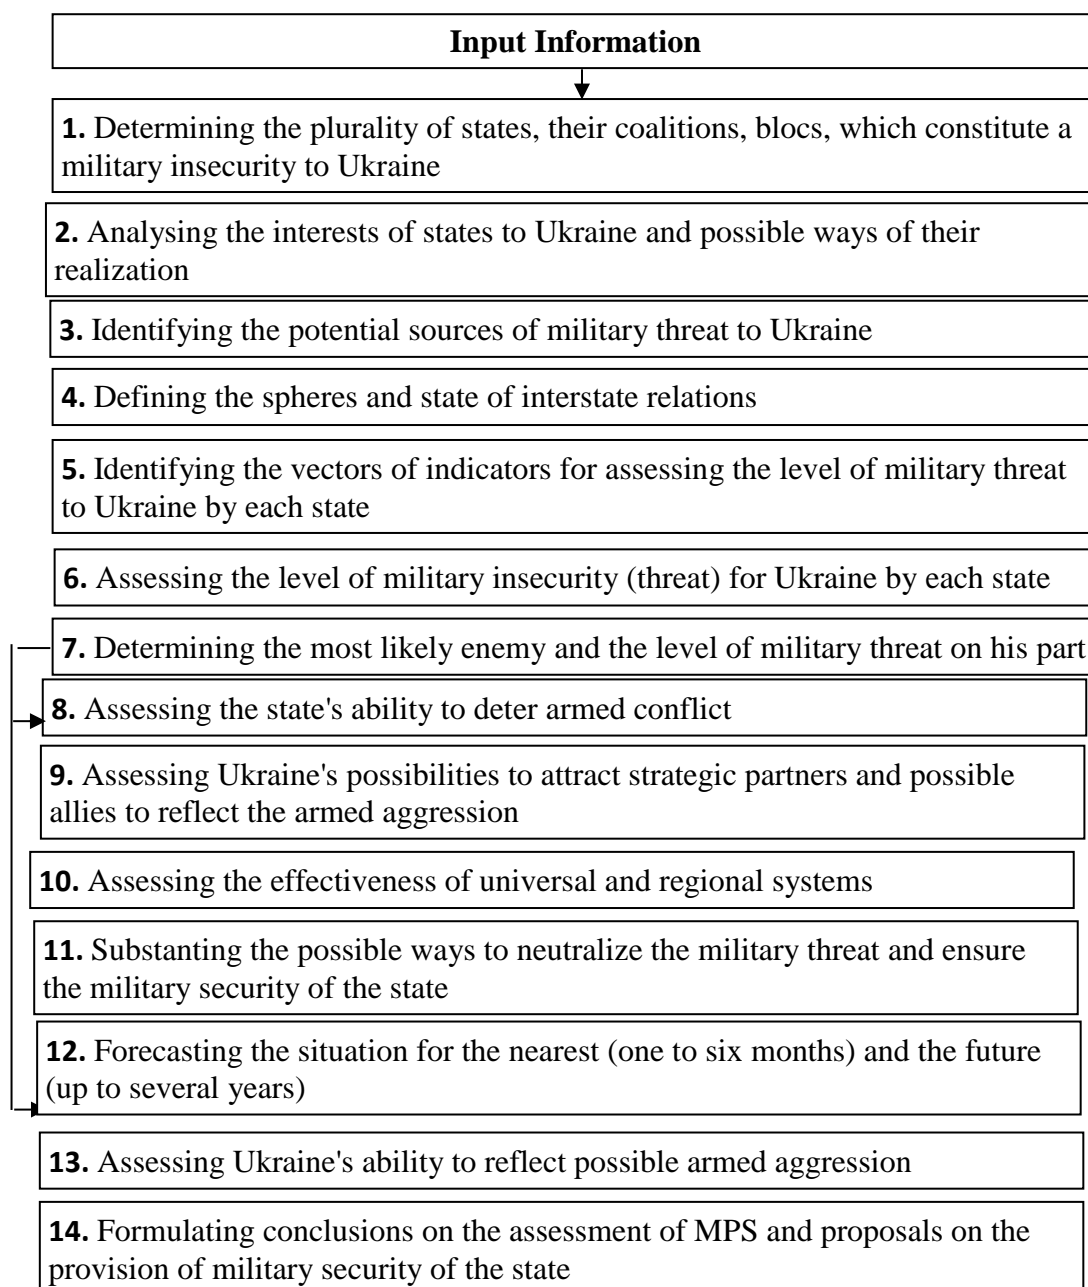 Input Information
1. Determining the plurality of states, their coalitions, blocs, which constitute a
military insecurity to Ukraine
2. Analysing the interests of states to Ukraine and possible ways of their
realization
3. Identifying the potential sources of military threat to Ukraine
4. Defining the spheres and state of interstate relations
5. Identifying the vectors of indicators for assessing the level of military threat
to Ukraine by each state
6. Assessing the level of military insecurity (threat) for Ukraine by each state
7. Determining the most likely enemy and the level of military threat on his part
8. Assessing the state's ability to deter armed conflict
9. Assessing Ukraine's possibilities to attract strategic partners and possible
allies to reflect the armed aggression
10. Assessing the effectiveness of universal and regional systems
11. Substanting the possible ways to neutralize the military threat and ensure
the military security of the state
12. Forecasting the situation for the nearest (one to six months) and the future
(up to several years)
13. Assessing Ukraine's ability to reflect possible armed aggression
14. Formulating conclusions on the assessment of MPS and proposals on the
provision of military security of the state